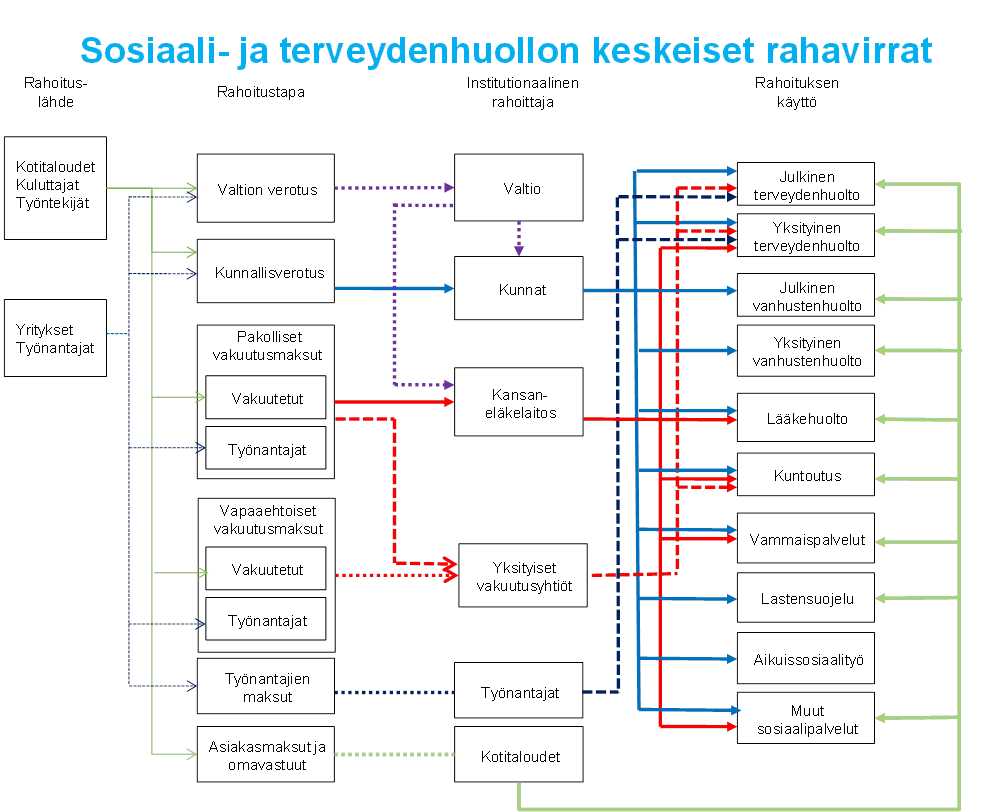 Sosiaali- ja terveydenhuollon keskeiset rahavirrat
Rahoitus-
lähde
Rahoitustapa
Institutionaalinen
rahoittaja
Rahoituksen
käyttö
Kotitaloudet
Kuluttajat
Työntekijät
Yritykset
Työnantajat
Valtion verotus
Kunnallisverotus
Pakolliset
vakuutusmaksut
Vakuutetut
Työnantajat
Vapaaehtoiset
vakuutusmaksut
Vakuutetut
Työnantajat
Työnantajien
maksut
Asiakasmaksut ja
omavastuut
Valtio
Kunnat
Kansan-
eläkelaitos
Yksityiset
vakuutusyhtiöt
Työnantajat
Kotitaloudet
Julkinen
terveydenhuolto
Yksityinen
terveydenhuolto
Julkinen
vanhustenhuolto
Yksityinen
vanhustenhuolto
Lääkehuolto
Kuntoutus
Vammaispalvelut
Lastensuojelu
Aikuissosiaalityö
Muut
sosiaalipalvelut